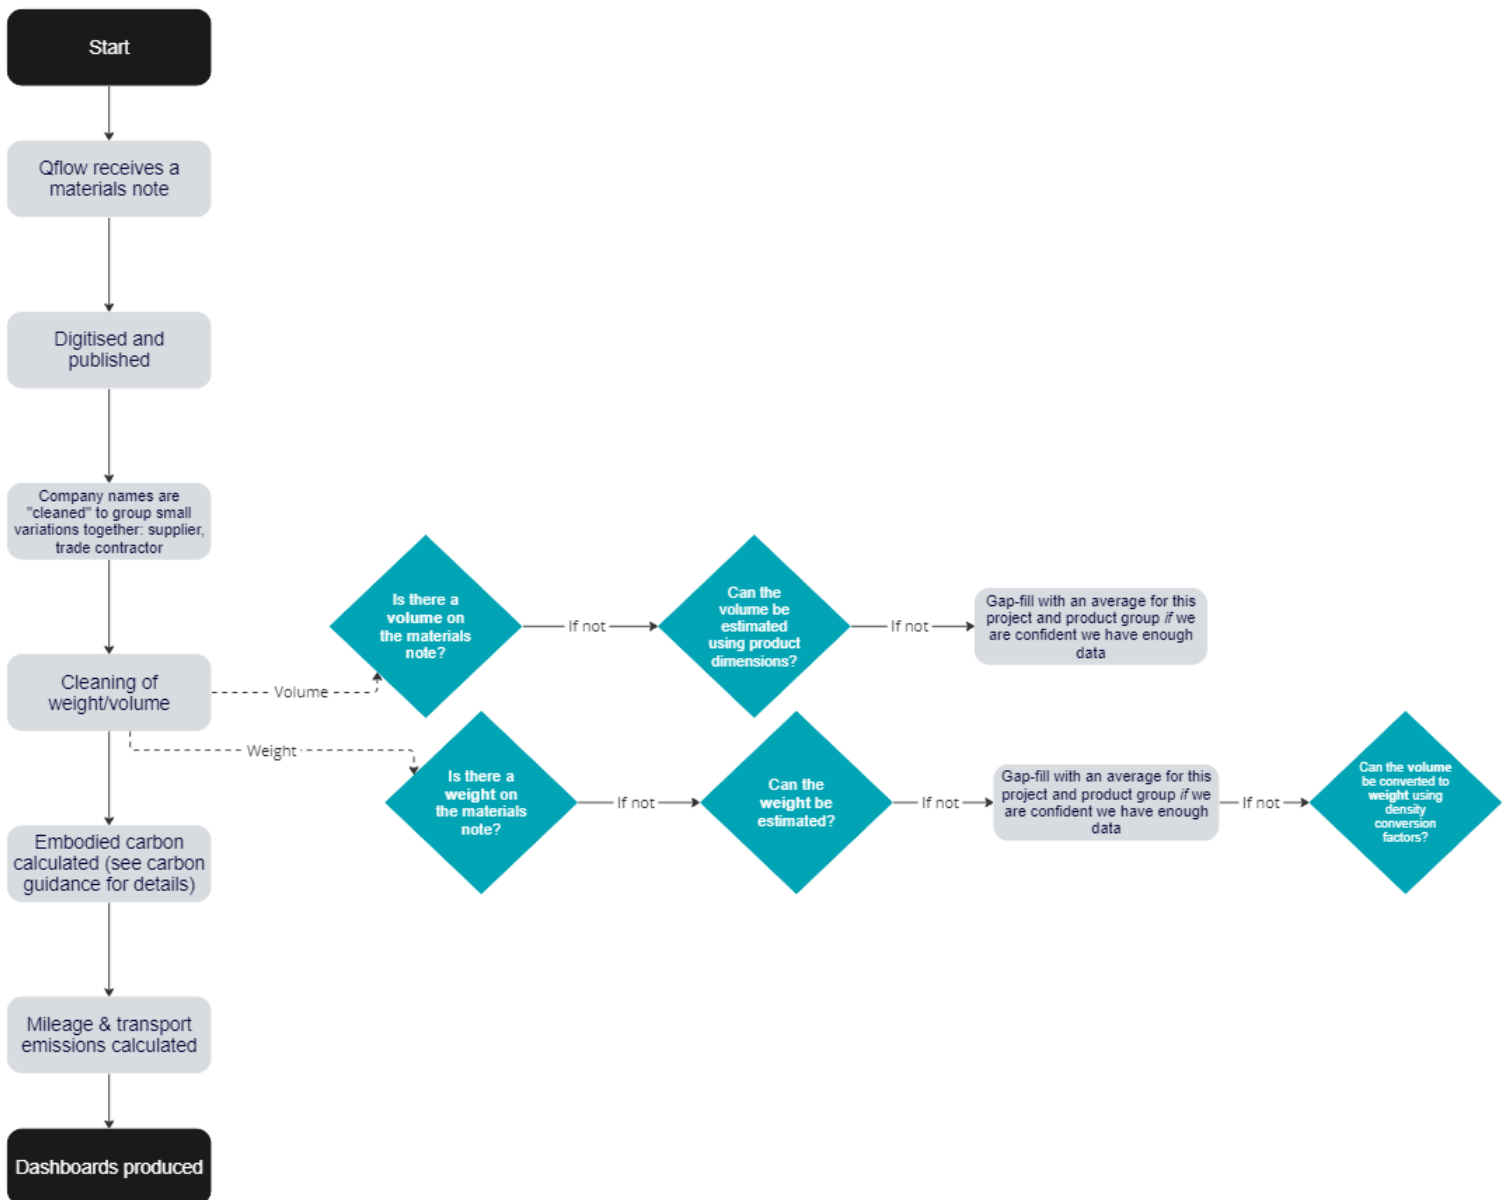 Start
Qflow receives a
materials note
Digitised and
published
Company names are
"cleaned" to group small
variations together: supplier,
trade contractor
Cleaning of
weight/volume
Volume
Is there a
volume on
the materials
note?
If not
Can the
volume be
estimated
using product
dimensions?
If not
Gap-fill with an average for this
project and product group if we
are confident we have enough
data
Weight
Is there a
weight on
the materials
note?
If not
Can the
weight be
estimated?
If not
Gap-fill with an average for this
project and product group if we
are confident we have enough
data
If not
Can the volume
be converted to
weight using
density
conversion
factors?
Embodied carbon
calculated (see carbon
guidance for details)
Mileage & transport
emissions calculated
Dashboards produced